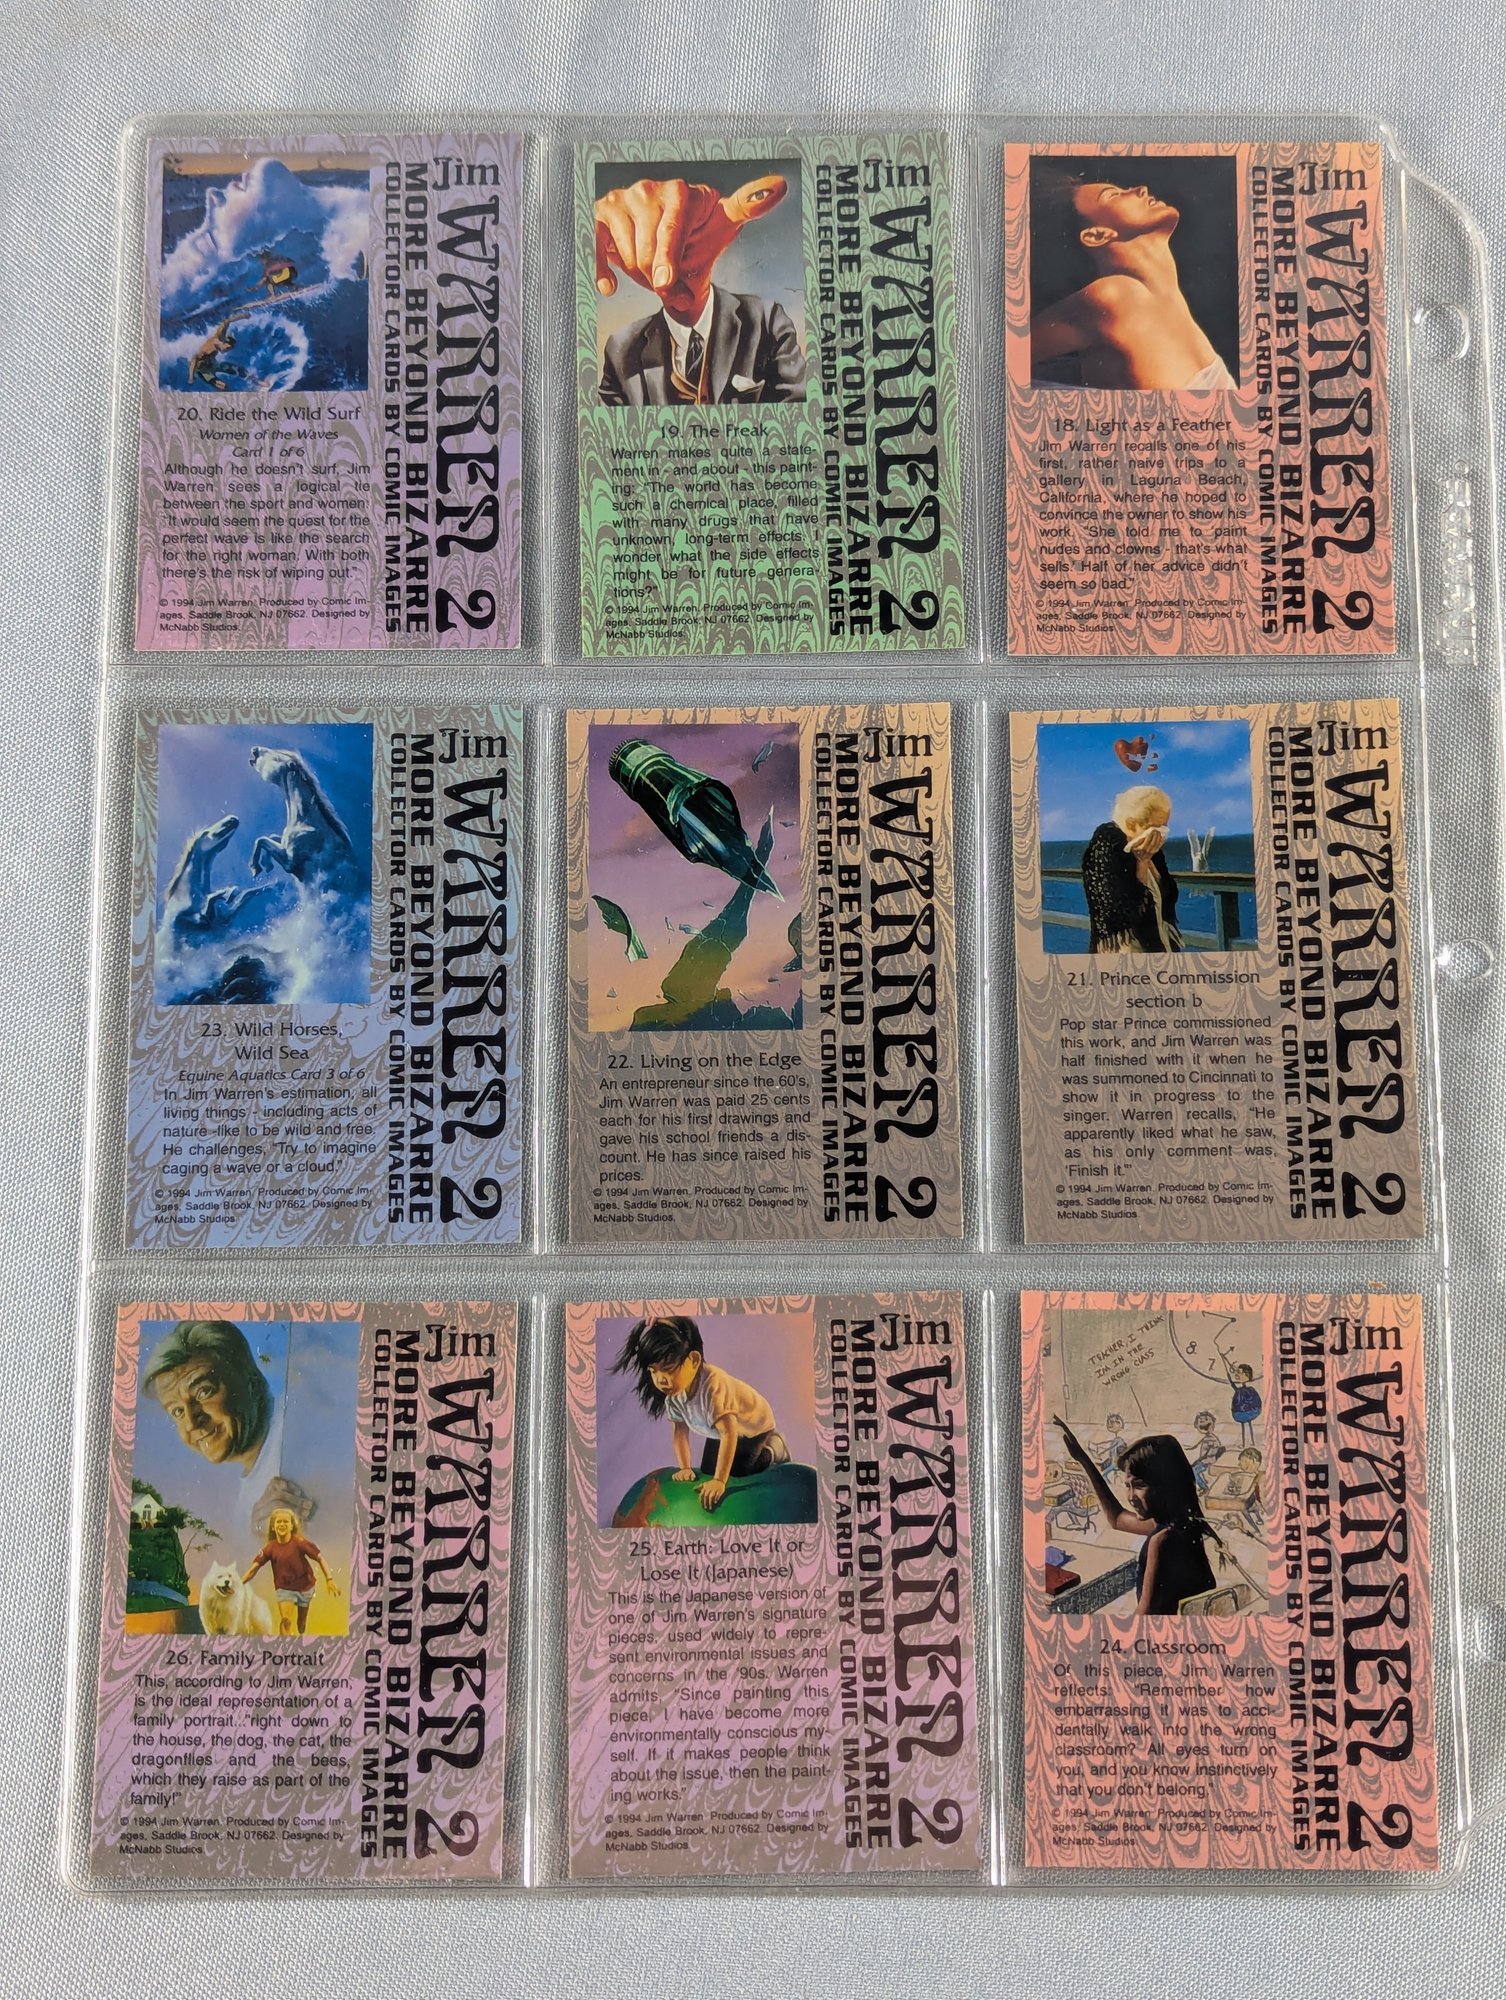 20. Ride the Wild Surf
Women of the Waves
Card 1 of 6
Although he doesn't surf, Jim
Warren sees a logical tie
between the sport and women:
"It would seem the quest for the
perfect wave is like the search
for the right woman. With both
there's the risk of wiping out."
© 1994 Jim Warren. Produced by Comic Im-
ages, Saddle Brook, NJ 07662. Designed by
McNabb Studios.
Jim
WARREN 2
MORE BEYOND BIZARRE
COLLECTOR CARDS BY COMIC IMAGES
19. The Freak
Warren makes quite a state-
ment in - and about - this paint-
ing: "The world has become
such a chemical place, filled
with many drugs that have
unknown, long-term effects. I
wonder what the side effects
might be for future genera-
tions?"
© 1994 Jim Warren. Produced by Comic Im-
ages, Saddle Brook, NJ 07662. Designed by
McNabb Studios.
Jim
WARREN 2
MORE BEYOND BIZARRE
COLLECTOR CARDS BY COMIC IMAGES
18. Light as a Feather
Jim Warren recalls one of his
first, rather naive trips to a
gallery in Laguna Beach,
California, where he hoped to
convince the owner to show his
work. "She told me to 'paint
nudes and clowns - that's what
sells.' Half of her advice didn't
seem so bad."
© 1994 Jim Warren. Produced by Comic Im-
ages, Saddle Brook, NJ 07662. Designed by
McNabb Studios.
Jim
WARREN 2
MORE BEYOND BIZARRE
COLLECTOR CARDS BY COMIC IMAGES
23. Wild Horses,
Wild Sea
Equine Aquatics Card 3 of 6
In Jim Warren's estimation, all
living things - including acts of
nature -like to be wild and free.
He challenges, "Try to imagine
caging a wave or a cloud."
© 1994 Jim Warren. Produced by Comic Im-
ages, Saddle Brook, NJ 07662. Designed by
McNabb Studios.
Jim
WARREN 2
MORE BEYOND BIZARRE
COLLECTOR CARDS BY COMIC IMAGES
22. Living on the Edge
An entrepreneur since the 60's,
Jim Warren was paid 25 cents
each for his first drawings and
gave his school friends a dis-
count. He has since raised his
prices.
© 1994 Jim Warren. Produced by Comic Im-
ages, Saddle Brook, NJ 07662. Designed by
McNabb Studios.
Jim
WARREN 2
MORE BEYOND BIZARRE
COLLECTOR CARDS BY COMIC IMAGES
21. Prince Commission
section b
Pop star Prince commissioned
this work, and Jim Warren was
half finished with it when he
was summoned to Cincinnati to
show it in progress to the
singer. Warren recalls, "He
apparently liked what he saw,
as his only comment was,
'Finish it.'"
© 1994 Jim Warren. Produced by Comic Im-
ages, Saddle Brook, NJ 07662. Designed by
McNabb Studios.
Jim
WARREN 2
MORE BEYOND BIZARRE
COLLECTOR CARDS BY COMIC IMAGES
26. Family Portrait
This, according to Jim Warren,
is the ideal representation of a
family portrait..."right down to
the house, the dog, the cat, the
dragonflies and the bees,
which they raise as part of the
family!"
© 1994 Jim Warren. Produced by Comic Im-
ages, Saddle Brook, NJ 07662. Designed by
McNabb Studios.
Jim
WARREN 2
MORE BEYOND BIZARRE
COLLECTOR CARDS BY COMIC IMAGES
25. Earth: Love It or
Lose It (Japanese)
This is the Japanese version of
one of Jim Warren's signature
pieces, used widely to repre-
sent environmental issues and
concerns in the '90s. Warren
admits, "Since painting this
piece, I have become more
environmentally conscious my-
self. If it makes people think
about the issue, then the paint-
ing works."
© 1994 Jim Warren. Produced by Comic Im-
ages, Saddle Brook, NJ 07662. Designed by
McNabb Studios.
Jim
WARREN 2
MORE BEYOND BIZARRE
COLLECTOR CARDS BY COMIC IMAGES
TEACHER, I THINK
I'M IN THE
WRONG CLASS
8 7
24. Classroom
Of this piece, Jim Warren
reflects: "Remember how
embarrassing it was to acci-
dentally walk into the wrong
classroom? All eyes turn on
you, and you know instinctively
that you don't belong."
© 1994 Jim Warren. Produced by Comic Im-
ages, Saddle Brook, NJ 07662. Designed by
McNabb Studios.
Jim
WARREN 2
MORE BEYOND BIZARRE
COLLECTOR CARDS BY COMIC IMAGES